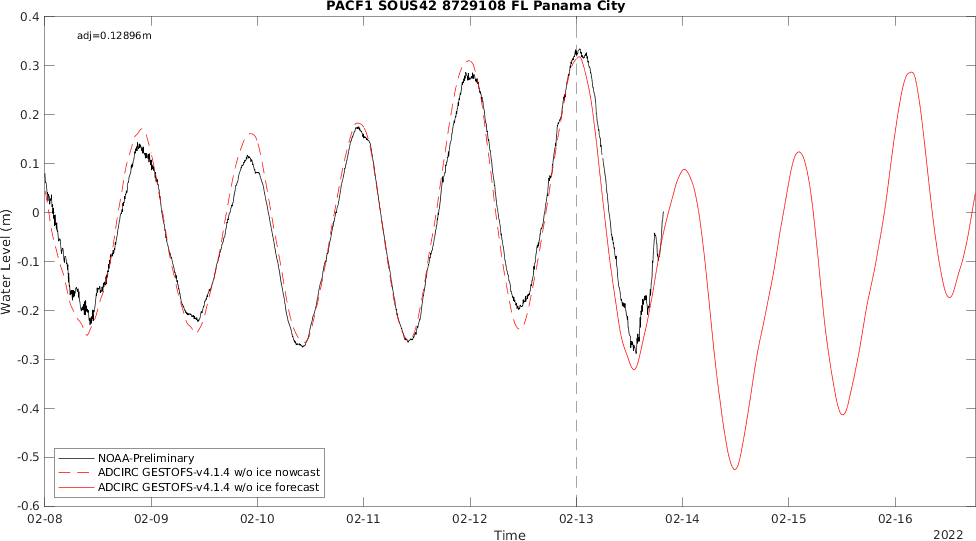 PACF1 SOUS42 8729108 FL Panama City
adj=0.12896m
0.4
0.3
0.2
0.1
0
-0.1
-0.2
-0.3
-0.4
-0.5
-0.6
Water Level (m)
NOAA-Preliminary
ADCIRC GESTOFS-v4.1.4 w/o ice nowcast
ADCIRC GESTOFS-v4.1.4 w/o ice forecast
02-08 02-09 02-10 02-11 02-12 02-13 02-14 02-15 02-16
Time
2022